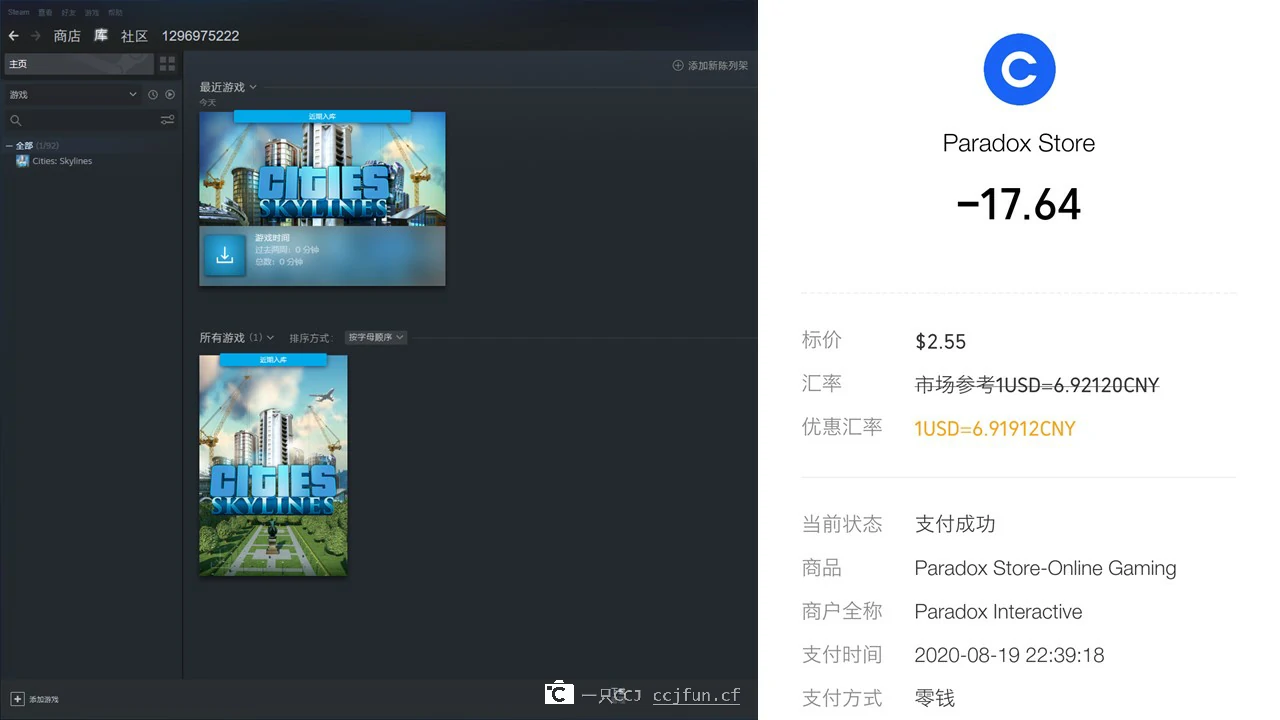 Steam 查看 好友 游戏 帮助
商店 库 社区 1296975222
主页
添加新陈列架
游戏
最近游戏
今天
近期入库
全部 (1/92)
Cities: Skylines
CITIES
SKYLINES
游戏时间
过去两周：0 分钟
总数：0 分钟
所有游戏 (1) 排序方式： 按字母顺序
近期入库
CITIES
SKYLINES
添加游戏
一只CCJ ccjfun.cf
C
Paradox Store
-17.64
标价 $2.55
汇率 市场参考1USD=6.92120CNY
优惠汇率 1USD=6.91912CNY
当前状态 支付成功
商品 Paradox Store-Online Gaming
商户全称 Paradox Interactive
支付时间 2020-08-19 22:39:18
支付方式 零钱